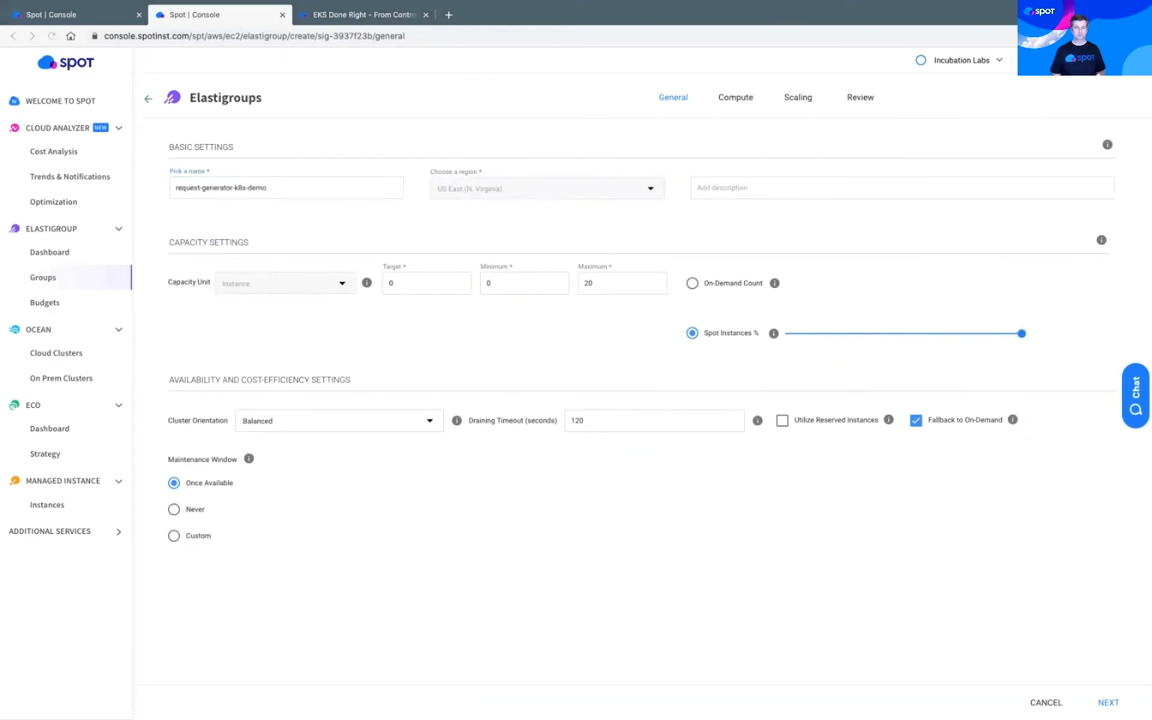 Spot | Console
Spot | Console
EKS Done Right - From Contro
console.spotinst.com/spt/aws/ec2/elastigroup/create/sig-3937f23b/general
spot
spot
spot
Incubation Labs
WELCOME TO SPOT
CLOUD ANALYZER NEW
Cost Analysis
Trends & Notifications
Optimization
ELASTIGROUP
Dashboard
Groups
Budgets
OCEAN
Cloud Clusters
On Prem Clusters
ECO
Dashboard
Strategy
MANAGED INSTANCE
Instances
ADDITIONAL SERVICES
Elastigroups
General
Compute
Scaling
Review
BASIC SETTINGS
Pick a name *
request-generator-k8s-demo
Choose a region *
US East (N. Virginia)
Add description
CAPACITY SETTINGS
Capacity Unit
Instance
Target *
0
Minimum *
0
Maximum *
20
On-Demand Count
Spot Instances %
AVAILABILITY AND COST-EFFICIENCY SETTINGS
Cluster Orientation
Balanced
Draining Timeout (seconds)
120
Utilize Reserved Instances
Fallback to On-Demand
Maintenance Window
Once Available
Never
Custom
Chat
CANCEL
NEXT